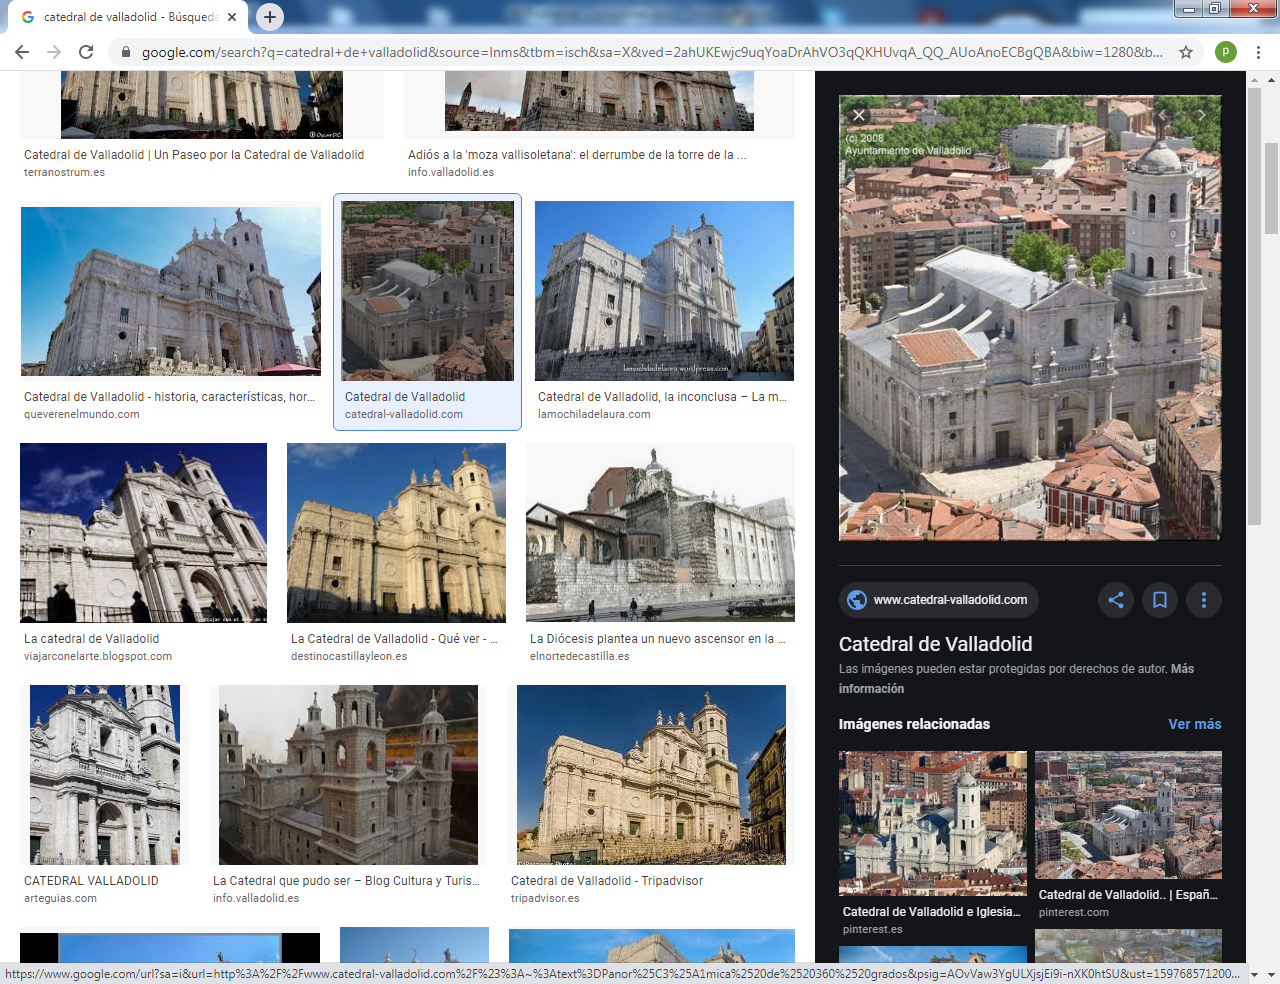 catedral de valladolid - Búsqueda
google.com/search?q=catedral+de+valladolid&source=lnms&tbm=isch&sa=X&ved=2ahUKEwjc9uqYoaDrAhVO3qQKHUvqA_QQ_AUoAnoECBgQBA&biw=1280&b...
P
© OscarDC
Catedral de Valladolid | Un Paseo por la Catedral de Valladolid
terranostrum.es
Adiós a la 'moza vallisoletana': el derrumbe de la torre de la ...
info.valladolid.es
Catedral de Valladolid - historia, características, hor...
queverenelmundo.com
Catedral de Valladolid
catedral-valladolid.com
lamochiladelaura.wordpress.com
Catedral de Valladolid, la inconclusa – La m...
lamochiladelaura.com
La catedral de Valladolid
viajarconelarte.blogspot.com
La Catedral de Valladolid - Qué ver - ...
destinocastillayleon.es
La Diócesis plantea un nuevo ascensor en la ...
elnortedecastilla.es
CATEDRAL VALLADOLID
arteguias.com
La Catedral que pudo ser – Blog Cultura y Turis...
info.valladolid.es
Catedral de Valladolid - Tripadvisor
tripadvisor.es
(c) 2008
Ayuntamiento de Valladolid
www.catedral-valladolid.com
Catedral de Valladolid
Las imágenes pueden estar protegidas por derechos de autor. Más
información
Imágenes relacionadas
Ver más
Catedral de Valladolid e Iglesia...
pinterest.es
Catedral de Valladolid.. | Españ...
pinterest.com
https://www.google.com/url?sa=i&url=http%3A%2F%2Fwww.catedral-valladolid.com%2F%23%3A~%3Atext%3DPanor%25C3%25A1mica%2520de%2520360%2520grados&psig=AOvVaw3YgULXjsjEi9i-nXK0htSU&ust=159768571200...